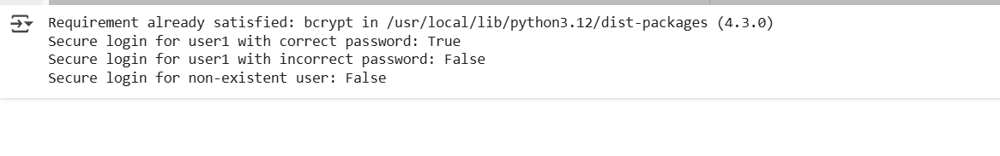 Requirement already satisfied: bcrypt in /usr/local/lib/python3.12/dist-packages (4.3.0)
Secure login for user1 with correct password: True
Secure login for user1 with incorrect password: False
Secure login for non-existent user: False